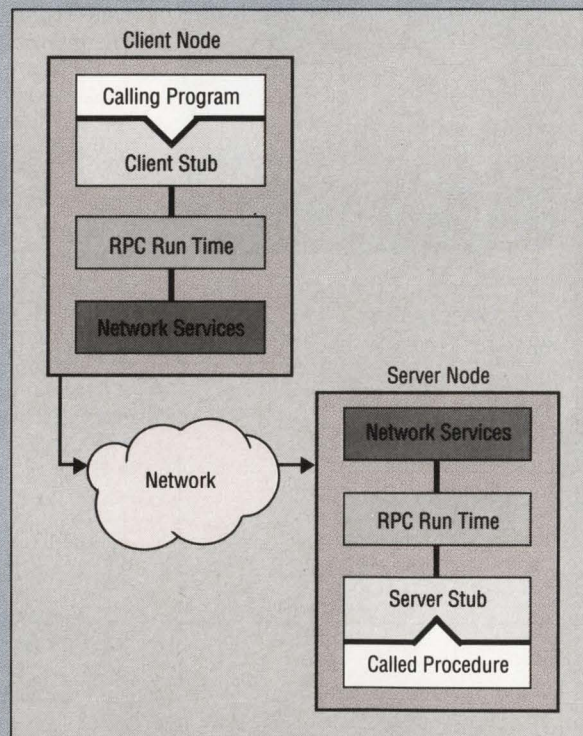 Client Node
Calling Program
Client Stub
RPC Run Time
Network Services
Network
Server Node
Network Services
RPC Run Time
Server Stub
Called Procedure